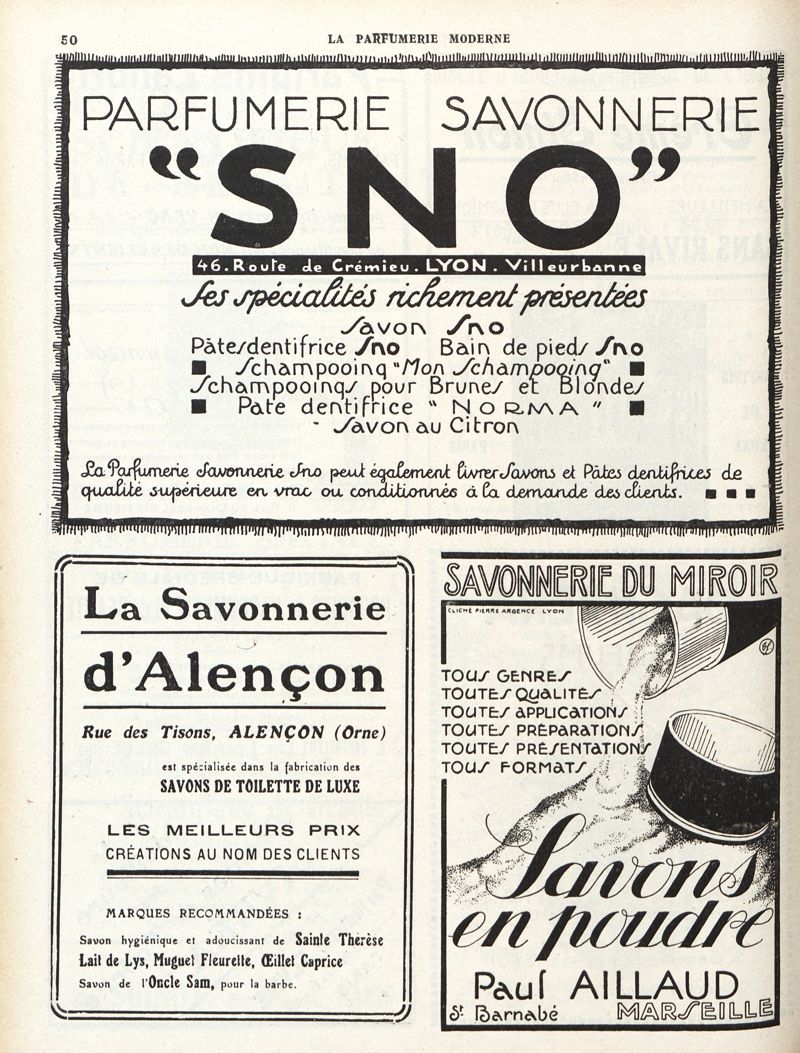 50
LA PARFUMERIE MODERNE
PARFUMERIE SAVONNERIE
“SNO”
46. Route de Crémieu. LYON. Villeurbanne
Ses spécialités richement présentées
Savon Sno
Pâtes dentifrice Sno Bain de pieds Sno
Schampooing "Mon Schampooing"
Schampooings pour Brunes et Blondes
Pate dentifrice "NORMA"
Savon au Citron
La Parfumerie Savonnerie Sno peut également livrer Savons et Pâtes dentifrices de
qualité supérieure en vrac ou conditionnés à la demande des clients.
La Savonnerie
d'Alençon
Rue des Tisons, ALENÇON (Orne)
est spécialisée dans la fabrication des
SAVONS DE TOILETTE DE LUXE
LES MEILLEURS PRIX
CRÉATIONS AU NOM DES CLIENTS
MARQUES RECOMMANDÉES :
Savon hygiénique et adoucissant de Sainte Thérèse
Lait de Lys, Muguet Fleurette, Œillet Caprice
Savon de l'Oncle Sam, pour la barbe.
SAVONNERIE DU MIROIR
CLICHÉ PIERRE ARGENCE LYON
TOUS GENRES
TOUTES QUALITÉS
TOUTES APPLICATIONS
TOUTES PRÉPARATIONS
TOUTES PRÉSENTATIONS
TOUS FORMATS
Savons
en poudre
Paul AILLAUD
St Barnabé MARSEILLE